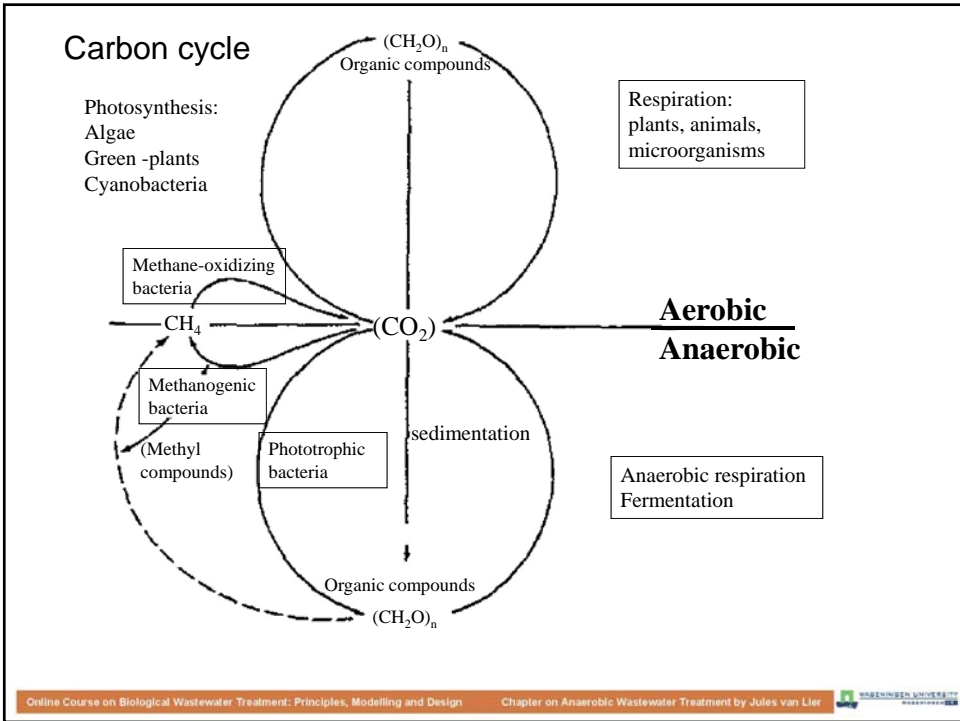 Carbon cycle
(CH₂O)ₙ
Organic compounds
Photosynthesis:
Algae
Green -plants
Cyanobacteria
Respiration:
plants, animals,
microorganisms
Methane-oxidizing
bacteria
CH₄
(CO₂)
Aerobic
Anaerobic
Methanogenic
bacteria
(Methyl
compounds)
Phototrophic
bacteria
sedimentation
Anaerobic respiration
Fermentation
Organic compounds
(CH₂O)ₙ
Online Course on Biological Wastewater Treatment: Principles, Modelling and Design Chapter on Anaerobic Wastewater Treatment by Jules van Lier
WAGENINGEN UNIVERSITY